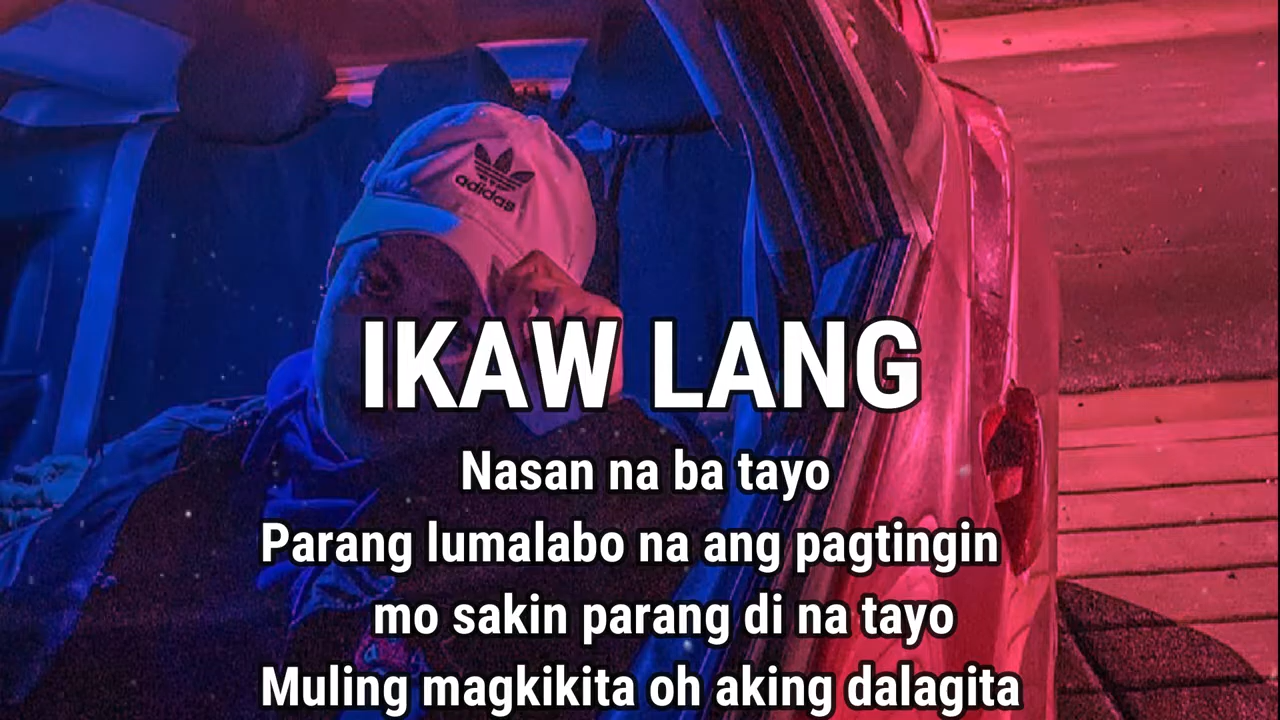 adidas
IKAW LANG
Nasan na ba tayo
Parang lumalabo na ang pagtingin
mo sakin parang di na tayo
Muling magkikita oh aking dalagita